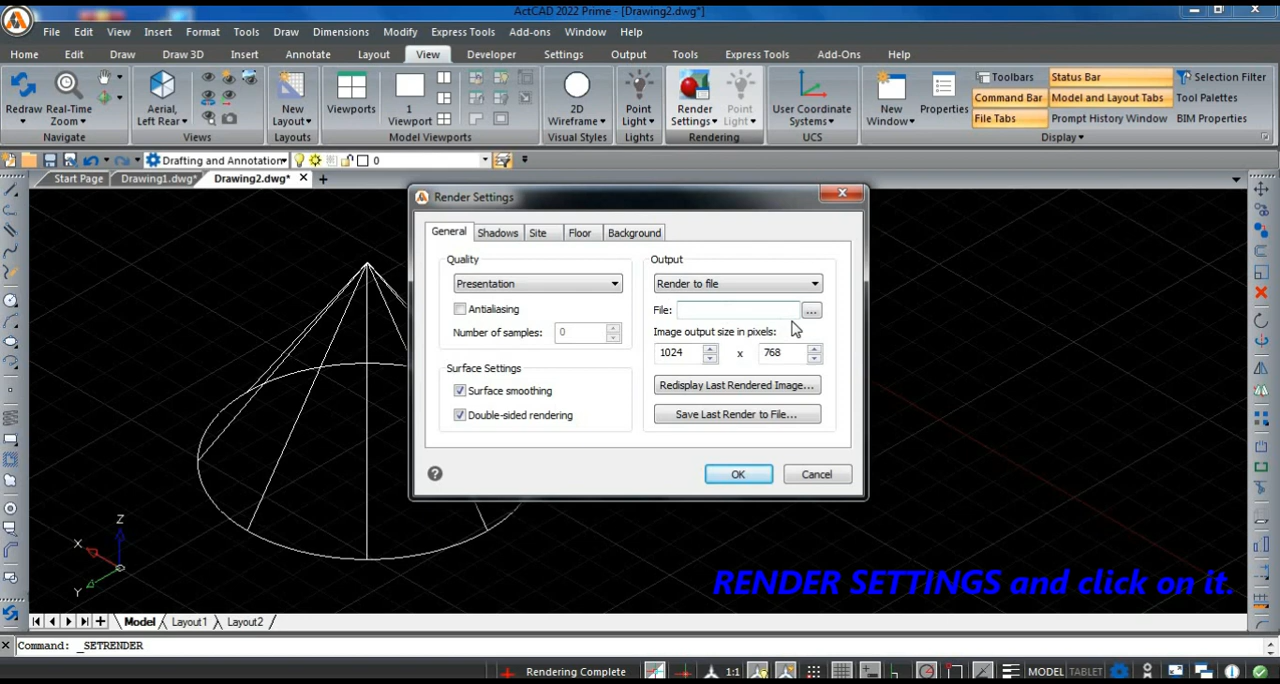 ActCAD 2022 Prime - [Drawing2.dwg*]
File Edit View Insert Format Tools Draw Dimensions Modify Express Tools Add-ons Window Help
Home Edit Draw Draw 3D Insert Annotate Layout View Developer Settings Output Tools Express Tools Add-Ons Help
Redraw Real-Time Zoom
Navigate
Aerial, Left Rear
Views
New Layout
Layouts
Viewports
1 Viewport
Model Viewports
2D Wireframe
Visual Styles
Point Light
Lights
Render Settings
Point Light
Rendering
User Coordinate Systems
UCS
New Window
Properties
Toolbars Status Bar Selection Filter
Command Bar Model and Layout Tabs Tool Palettes
File Tabs Prompt History Window BIM Properties
Display
Drafting and Annotation 0
Start Page Drawing1.dwg* Drawing2.dwg*
Render Settings
General Shadows Site Floor Background
Quality
Presentation
Antialiasing
Number of samples: 0
Surface Settings
Surface smoothing
Double-sided rendering
Output
Render to file
File: ...
Image output size in pixels:
1024 x 768
Redisplay Last Rendered Image...
Save Last Render to File...
OK Cancel
Z
X
Y
RENDER SETTINGS and click on it.
Model Layout1 Layout2
Command: _SETRENDER
Rendering Complete 1:1 MODEL TABLET